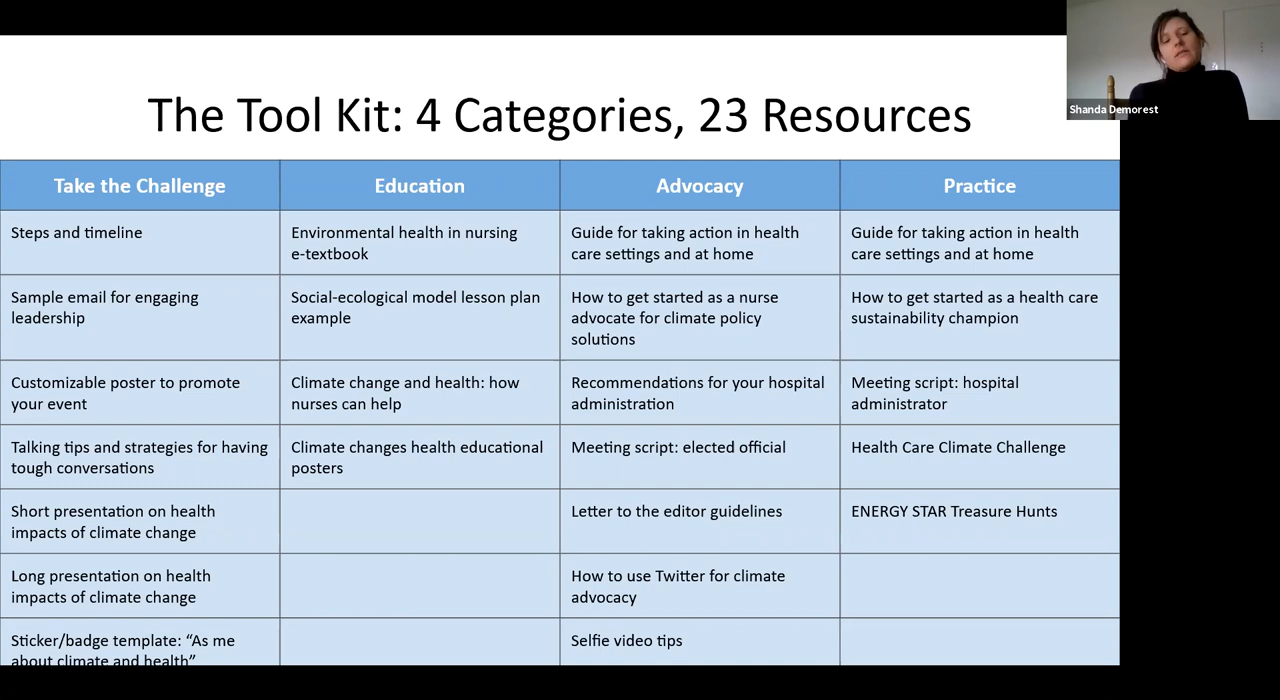 The Tool Kit: 4 Categories, 23 Resources
Shanda Demorest
Take the Challenge
Education
Advocacy
Practice
Steps and timeline
Environmental health in nursing
e-textbook
Guide for taking action in health
care settings and at home
Guide for taking action in health
care settings and at home
Sample email for engaging
leadership
Social-ecological model lesson plan
example
How to get started as a nurse
advocate for climate policy
solutions
How to get started as a health care
sustainability champion
Customizable poster to promote
your event
Climate change and health: how
nurses can help
Recommendations for your hospital
administration
Meeting script: hospital
administrator
Talking tips and strategies for having
tough conversations
Climate changes health educational
posters
Meeting script: elected official
Health Care Climate Challenge
Short presentation on health
impacts of climate change
Letter to the editor guidelines
ENERGY STAR Treasure Hunts
Long presentation on health
impacts of climate change
How to use Twitter for climate
advocacy
Sticker/badge template: “As me
about climate and health”
Selfie video tips